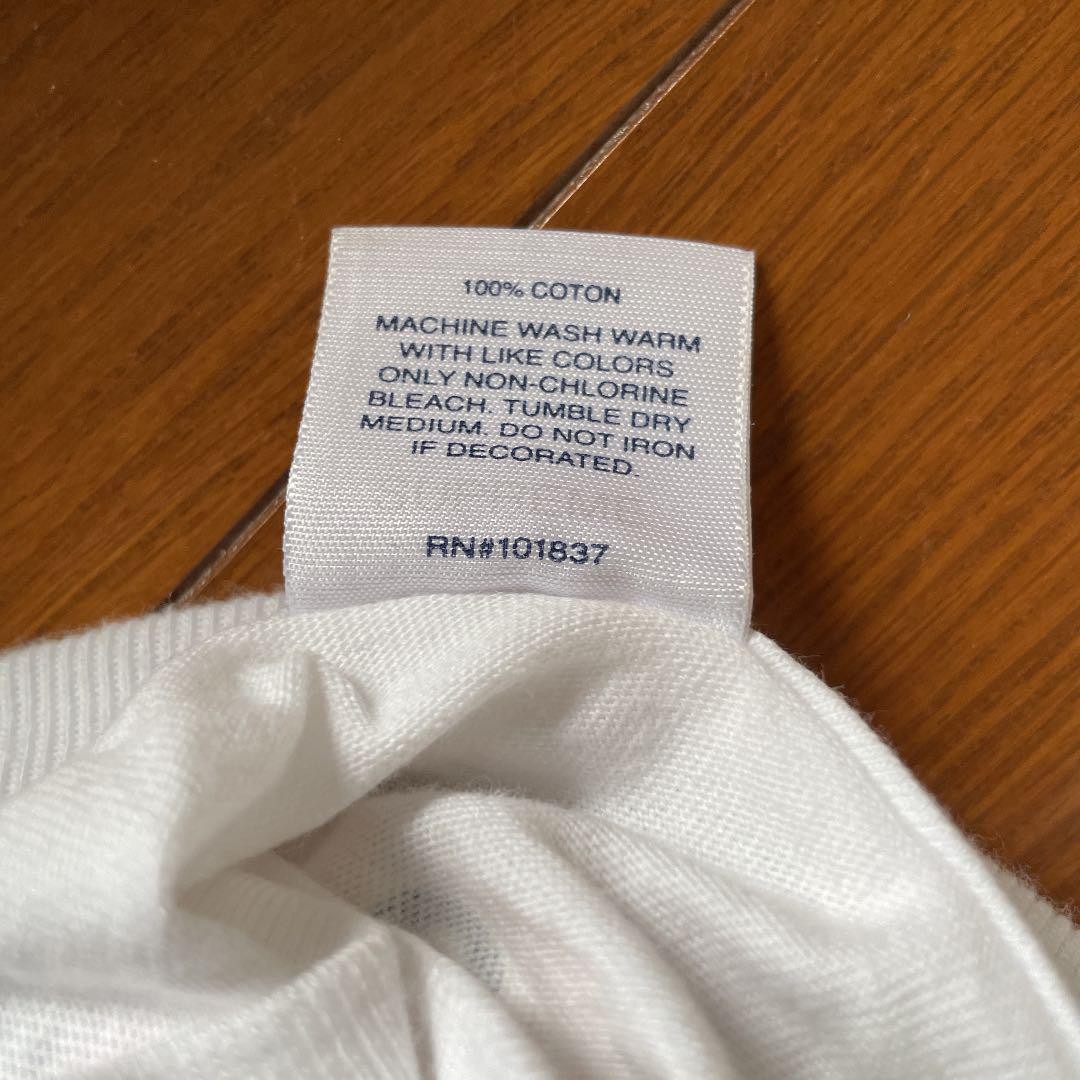 100% COTON
MACHINE WASH WARM
WITH LIKE COLORS
ONLY NON-CHLORINE
BLEACH. TUMBLE DRY
MEDIUM. DO NOT IRON
IF DECORATED.
RN#101837